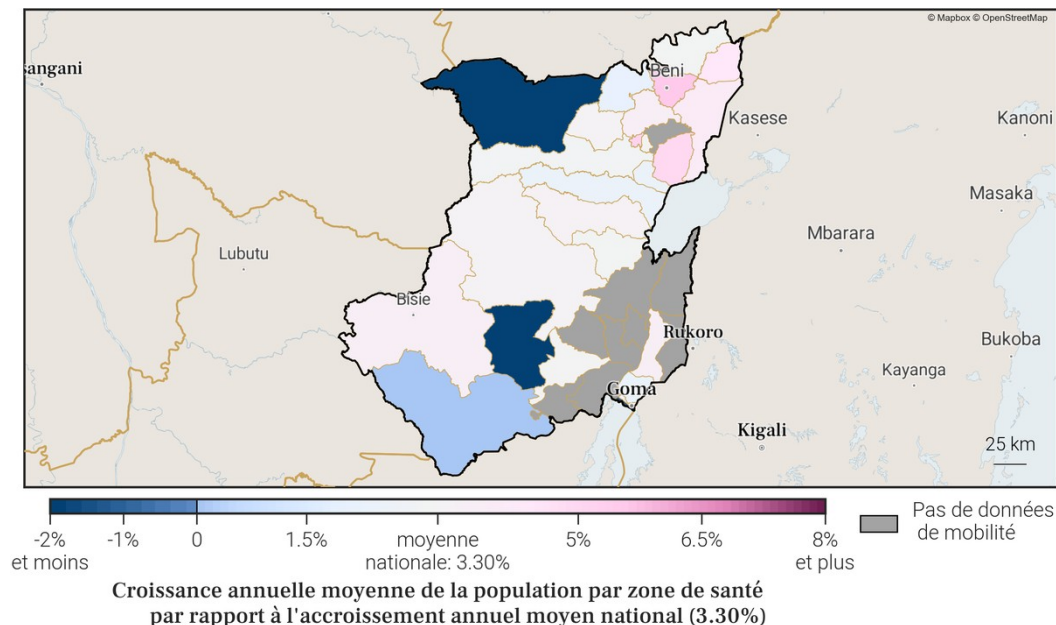 © Mapbox © OpenStreetMap
sangani
Beni
Kasese
Kanoni
Masaka
Mbarara
Lubutu
Bisie
Rukoro
Bukoba
Kayanga
Goma
Kigali
25 km
-2%
et moins
-1%
0
1.5%
moyenne
nationale: 3.30%
5%
6.5%
8%
et plus
Pas de données
de mobilité
Croissance annuelle moyenne de la population par zone de santé
par rapport à l'accroissement annuel moyen national (3.30%)